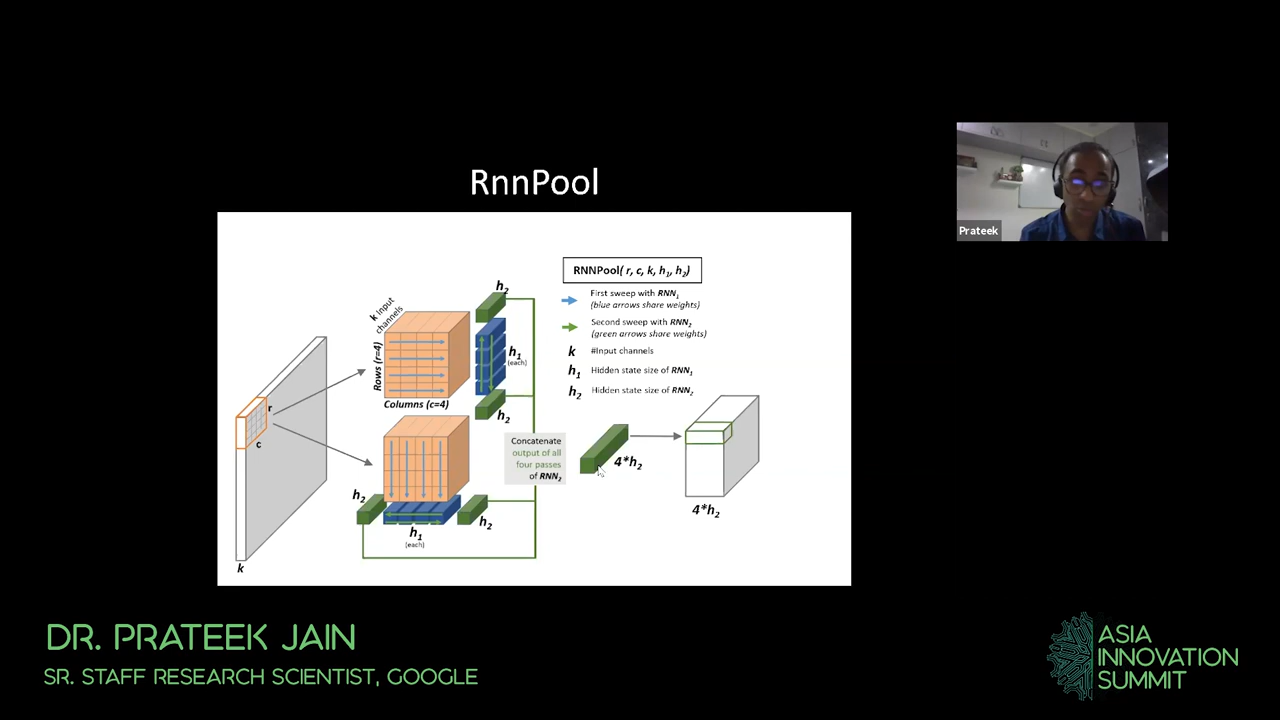 RnnPool
Prateek
RNNPool( r, c, k, h1, h2)
First sweep with RNN1
(blue arrows share weights)
Second sweep with RNN2
(green arrows share weights)
k #Input channels
h1 Hidden state size of RNN1
h2 Hidden state size of RNN2
k Input
channels
Rows (r=4)
Columns (c=4)
h2
h1
(each)
h2
r
c
k
Concatenate
output of all
four passes
of RNN2
4*h2
4*h2
h2
h2
h1
(each)
DR. PRATEEK JAIN
SR. STAFF RESEARCH SCIENTIST, GOOGLE
ASIA
INNOVATION
SUMMIT